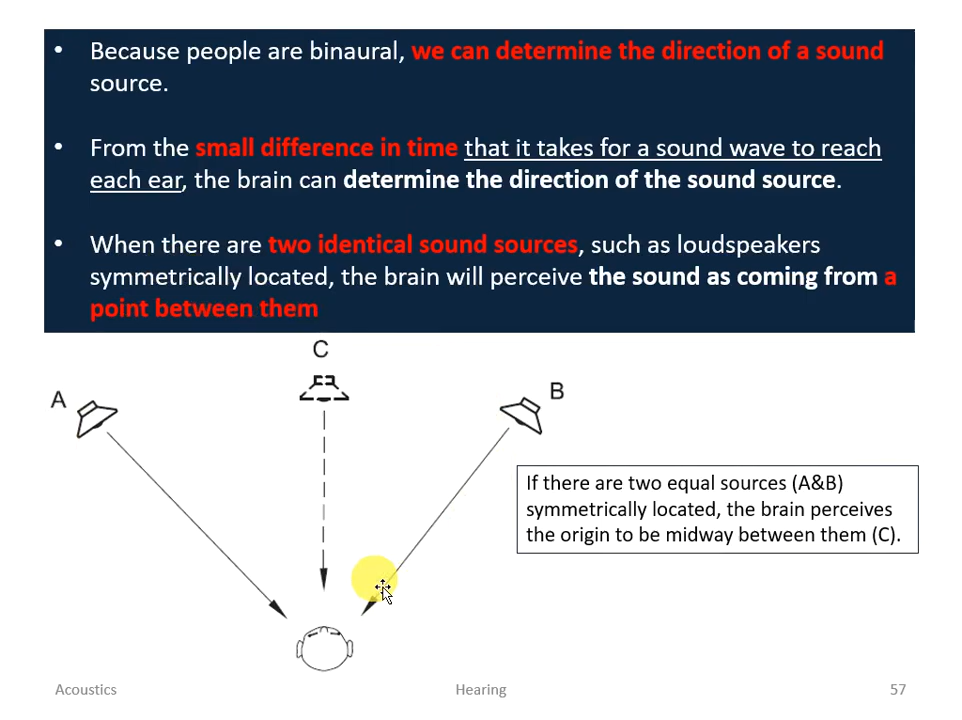 • Because people are binaural, we can determine the direction of a sound
source.
• From the small difference in time that it takes for a sound wave to reach
each ear, the brain can determine the direction of the sound source.
• When there are two identical sound sources, such as loudspeakers
symmetrically located, the brain will perceive the sound as coming from a
point between them
C
A
B
If there are two equal sources (A&B)
symmetrically located, the brain perceives
the origin to be midway between them (C).
Acoustics
Hearing
57